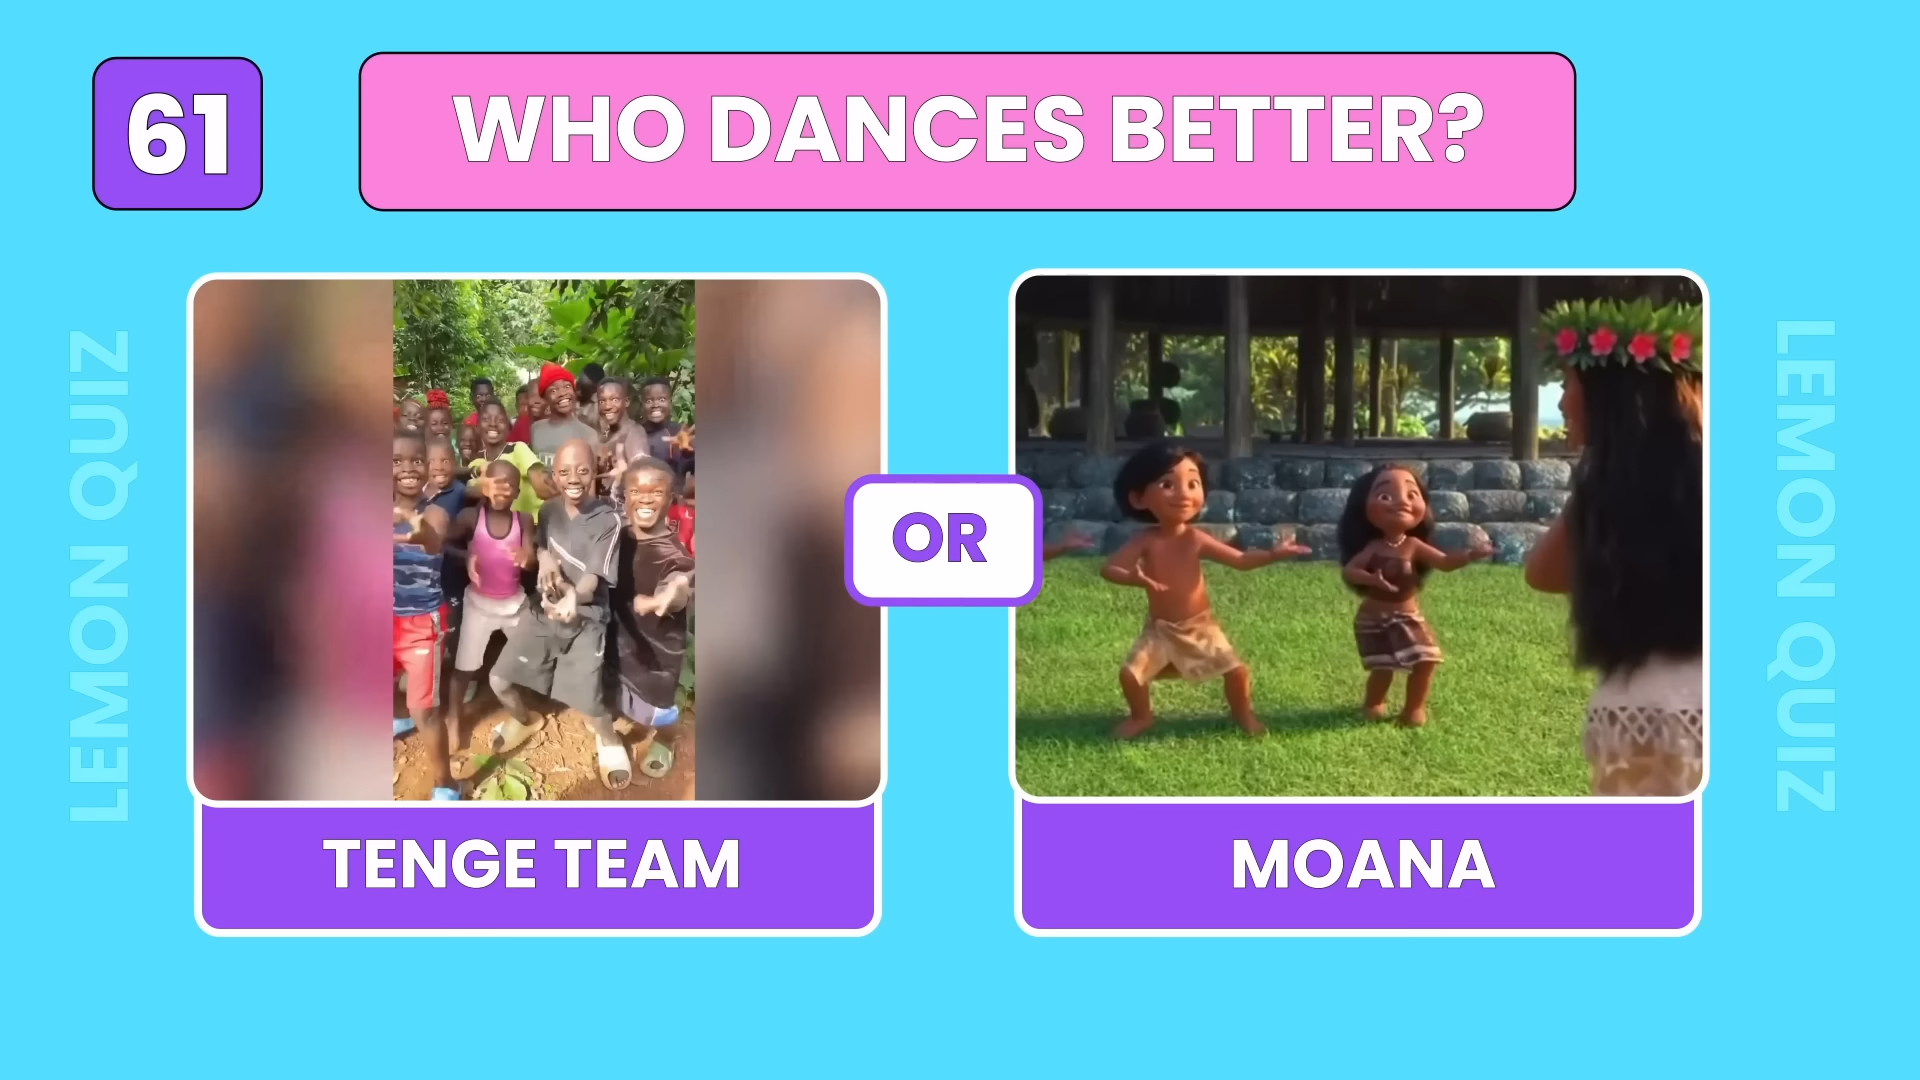 61
WHO DANCES BETTER?
LEMON QUIZ
OR
LEMON QUIZ
TENGE TEAM
MOANA